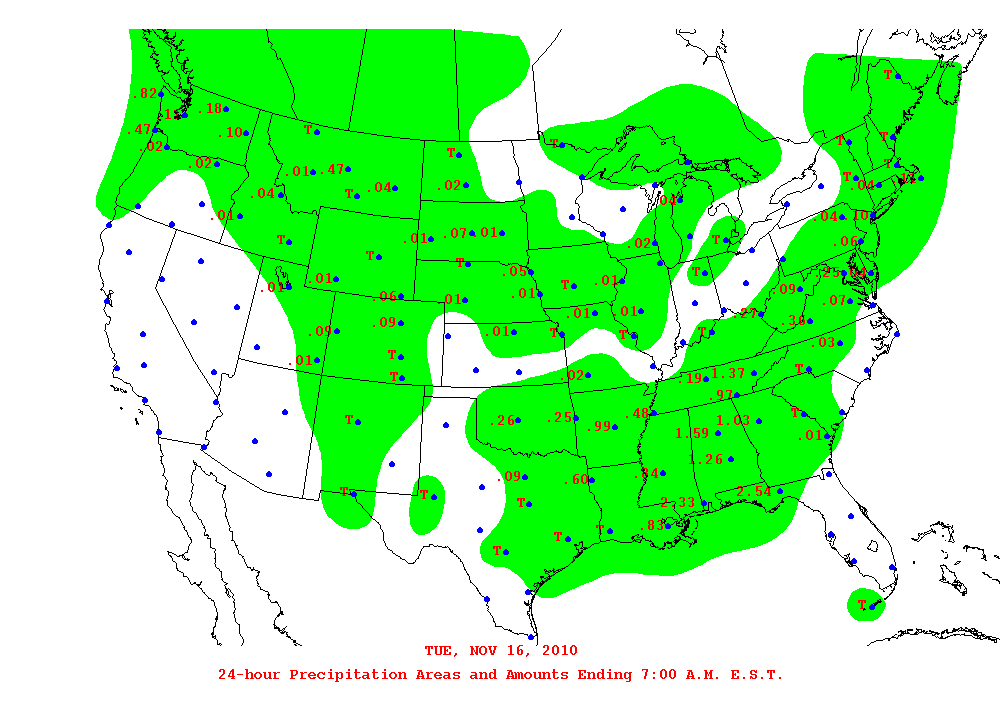 T
.82
.18
.47
.10
T
T
T
.02
T
.02
.01 .47
T
.04
T
.02
.04
T
.04
.04
.01
.04 .10
.01
.07 .01
T
.02
T
.06
T
T
.05
T
.01
T
.01
.01
.01
.09
.06
.01
.01
.07
.09
.01
.01
.27
.38
.09
.01
T
T
T
.03
T
.01
T
.02
.19 1.37
T
.97
.26
.25
.99
.48
1.03
T
T
1.59
.01
1.26
.09
.60
.84
T
T
T
2.33
2.54
.83
T
T
T
T
TUE, NOV 16, 2010
24-hour Precipitation Areas and Amounts Ending 7:00 A.M. E.S.T.